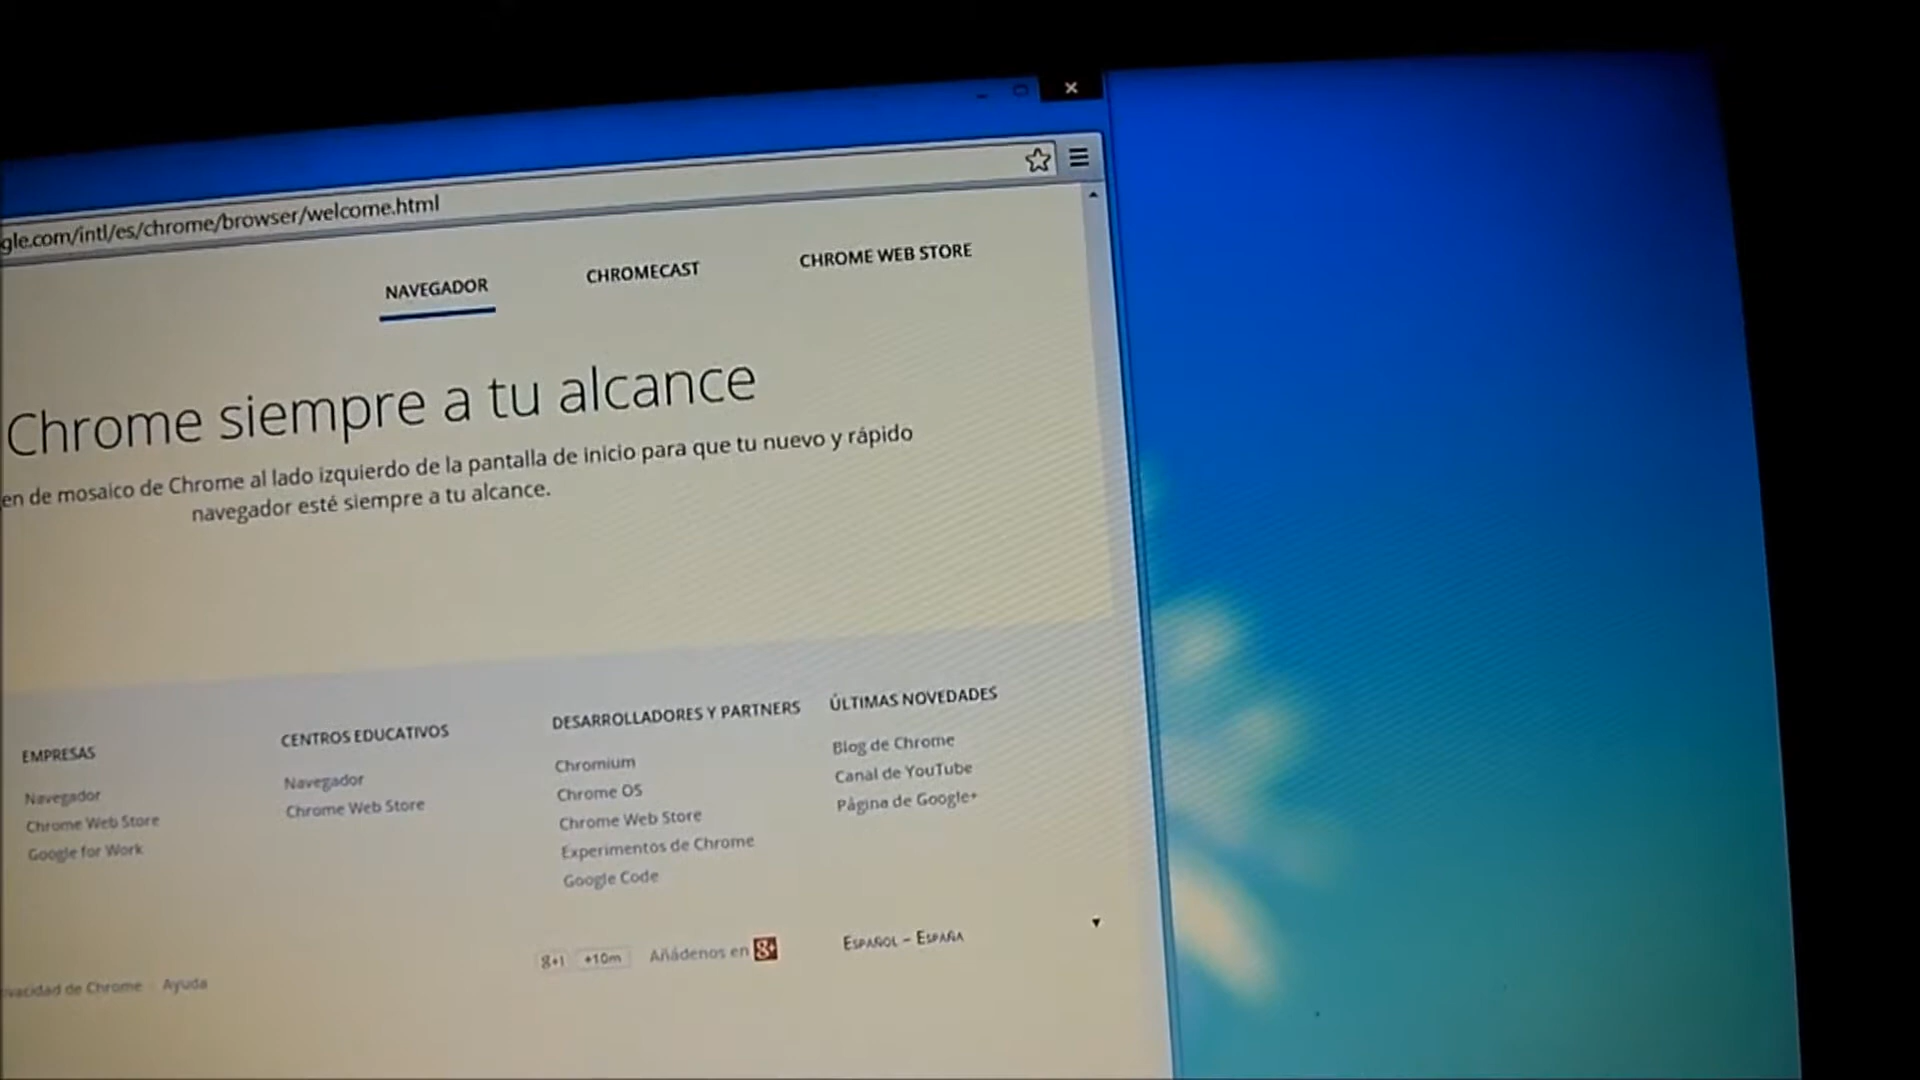 gle.com/intl/es/chrome/browser/welcome.html
NAVEGADOR CHROMECAST CHROME WEB STORE
Chrome siempre a tu alcance
en de mosaico de Chrome al lado izquierdo de la pantalla de inicio para que tu nuevo y rápido
navegador esté siempre a tu alcance.
EMPRESAS
Navegador
Chrome Web Store
Google for Work
CENTROS EDUCATIVOS
Navegador
Chrome Web Store
DESARROLLADORES Y PARTNERS
Chromium
Chrome OS
Chrome Web Store
Experimentos de Chrome
Google Code
ÚLTIMAS NOVEDADES
Blog de Chrome
Canal de YouTube
Página de Google+
g+1 +10m Añádenos en g+ Español – España
ivacidad de Chrome Ayuda